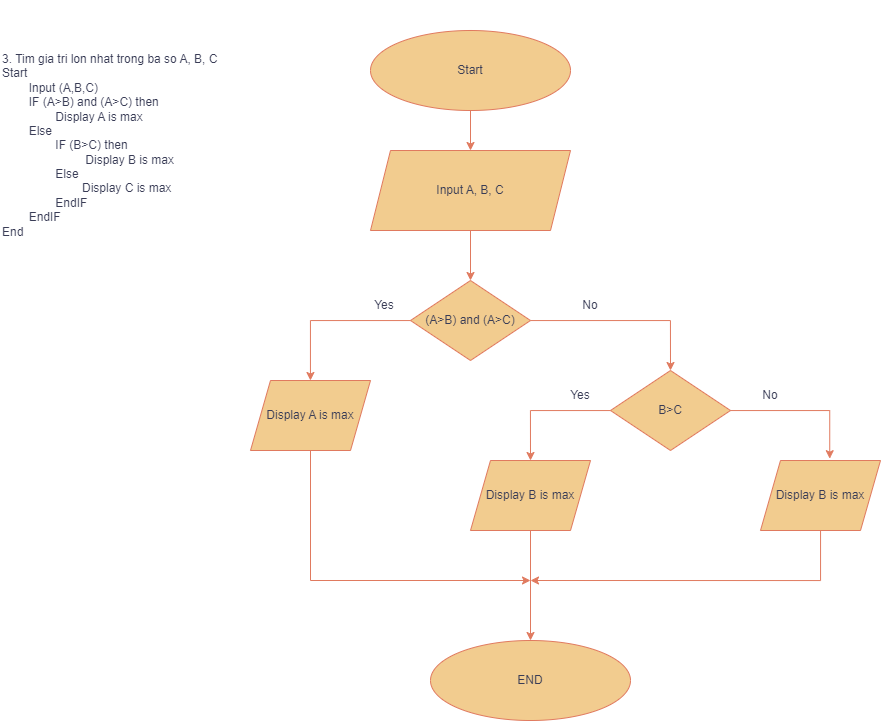 3. Tim gia tri lon nhat trong ba so A, B, C
Start
Input (A,B,C)
IF (A>B) and (A>C) then
Display A is max
Else
IF (B>C) then
Display B is max
Else
Display C is max
EndIF
EndIF
End
Start
Input A, B, C
Yes
No
(A>B) and (A>C)
Display A is max
Yes
No
B>C
Display B is max
Display B is max
END